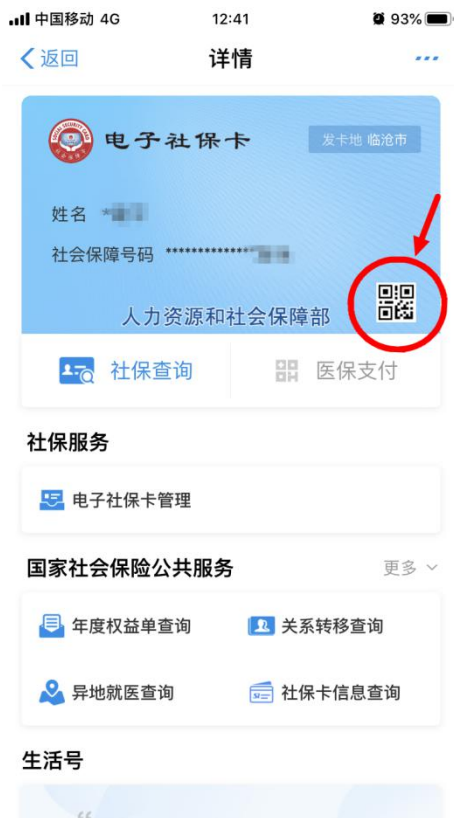 中国移动 4G 12:41 93%
返回 详情
电子社保卡 发卡地 临沧市
姓名 *
社会保障号码 **************
人力资源和社会保障部
社保查询 医保支付
社保服务
电子社保卡管理
国家社会保险公共服务 更多
年度权益单查询 关系转移查询
异地就医查询 社保卡信息查询
生活号